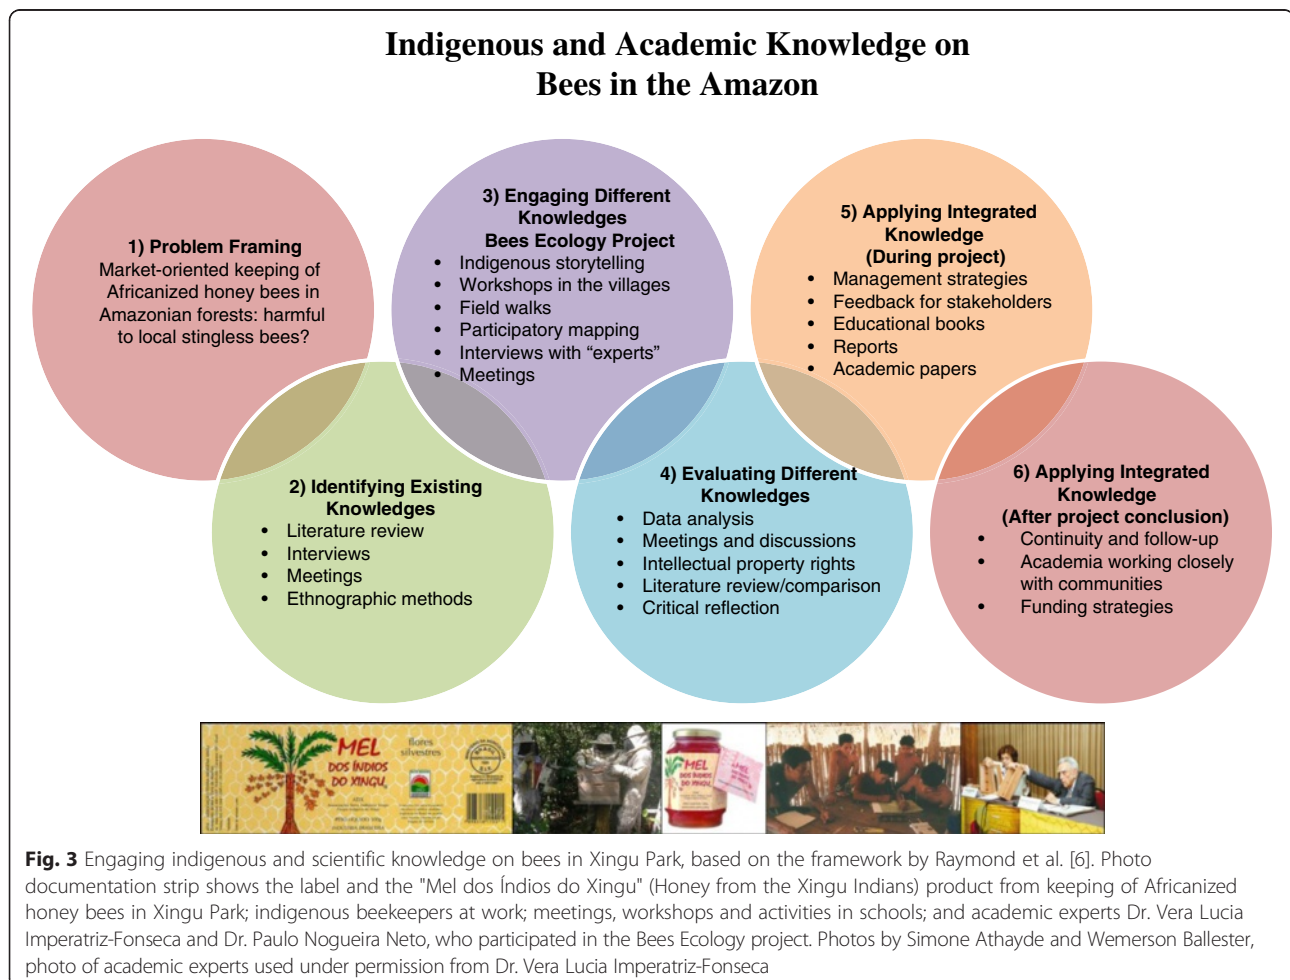 Indigenous and Academic Knowledge on
Bees in the Amazon
1) Problem Framing
Market-oriented keeping of
Africanized honey bees in
Amazonian forests: harmful
to local stingless bees?
2) Identifying Existing
Knowledges
• Literature review
• Interviews
• Meetings
• Ethnographic methods
3) Engaging Different
Knowledges
Bees Ecology Project
• Indigenous storytelling
• Workshops in the villages
• Field walks
• Participatory mapping
• Interviews with “experts”
• Meetings
4) Evaluating Different
Knowledges
• Data analysis
• Meetings and discussions
• Intellectual property rights
• Literature review/comparison
• Critical reflection
5) Applying Integrated
Knowledge
(During project)
• Management strategies
• Feedback for stakeholders
• Educational books
• Reports
• Academic papers
6) Applying Integrated
Knowledge
(After project conclusion)
• Continuity and follow-up
• Academia working closely
with communities
• Funding strategies
MEL
DOS ÍNDIOS
DO XINGU
flores
silvestres
MEL
DOS ÍNDIOS
DO XINGU
MEL
Fig. 3 Engaging indigenous and scientific knowledge on bees in Xingu Park, based on the framework by Raymond et al. [6]. Photo
documentation strip shows the label and the "Mel dos Índios do Xingu" (Honey from the Xingu Indians) product from keeping of Africanized
honey bees in Xingu Park; indigenous beekeepers at work; meetings, workshops and activities in schools; and academic experts Dr. Vera Lucia
Imperatriz-Fonseca and Dr. Paulo Nogueira Neto, who participated in the Bees Ecology project. Photos by Simone Athayde and Wemerson Ballester,
photo of academic experts used under permission from Dr. Vera Lucia Imperatriz-Fonseca